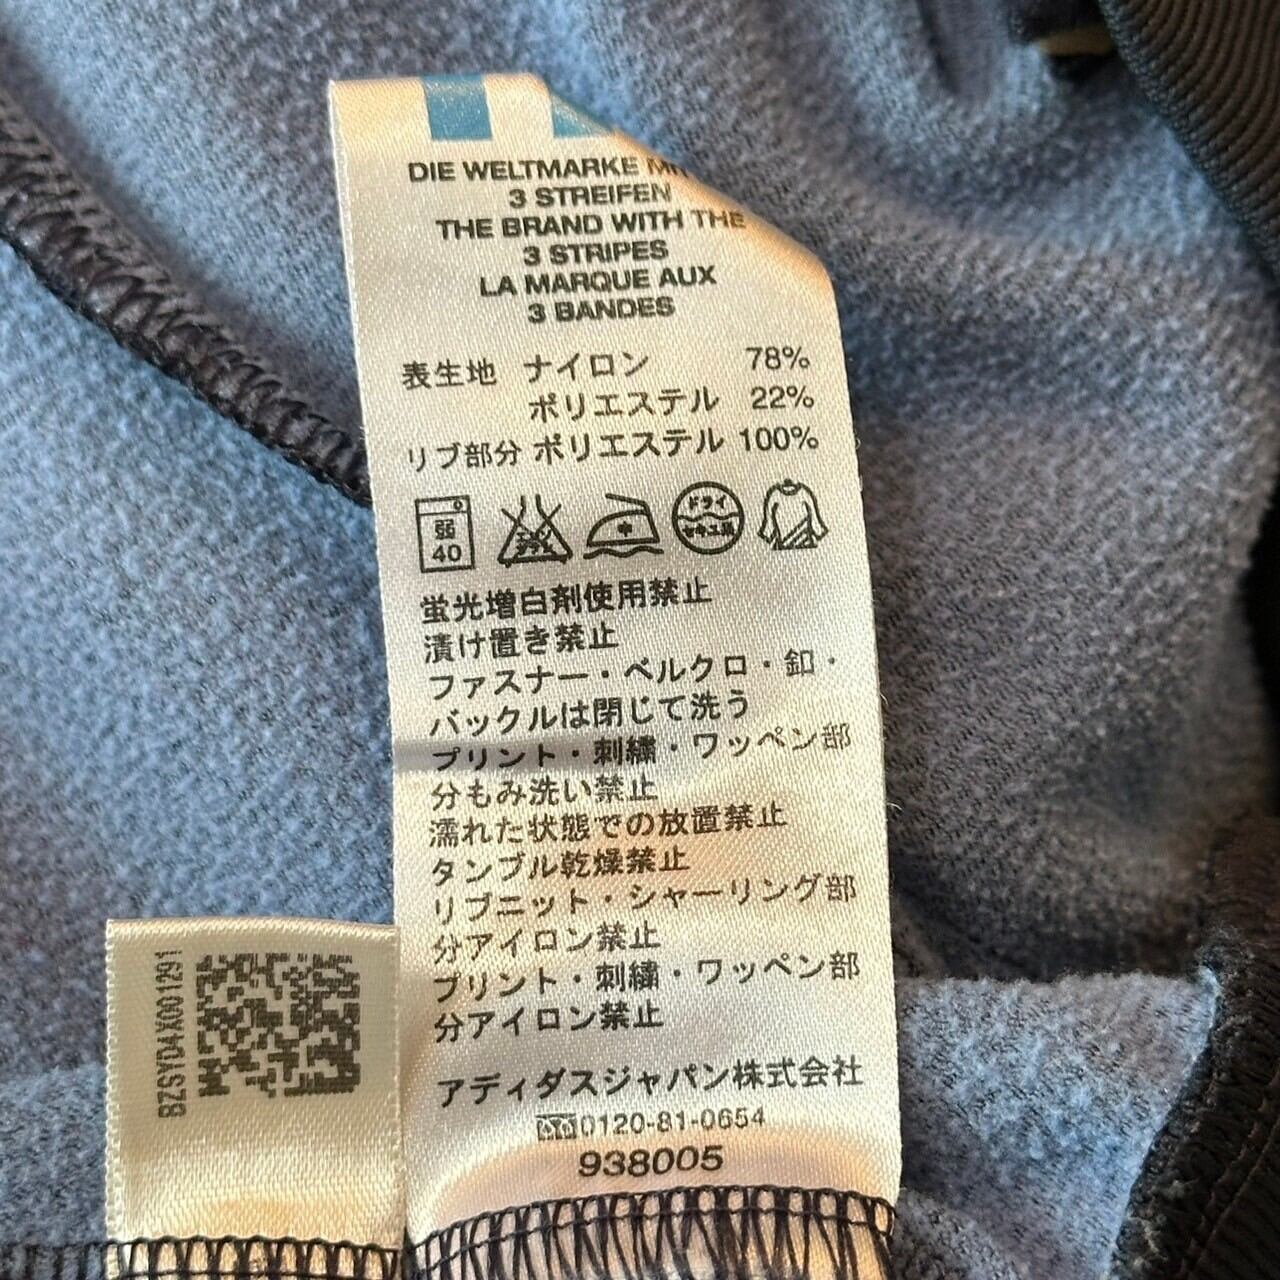 DIE WELTMARKE
3 STREIFEN
THE BRAND WITH THE
3 STRIPES
LA MARQUE AUX
3 BANDES
表生地 ナイロン 78%
ポリエステル 22%
リブ部分 ポリエステル 100%
弱
40
ドライ
蛍光増白剤使用禁止
漬け置き禁止
ファスナー・ベルクロ・釦・
バックルは閉じて洗う
プリント・刺繍・ワッペン部
分もみ洗い禁止
濡れた状態での放置禁止
タンブル乾燥禁止
リブニット・シャーリング部
分アイロン禁止
プリント・刺繍・ワッペン部
分アイロン禁止
アディダスジャパン株式会社
0120-81-0654
938005
BZSYD4X001291